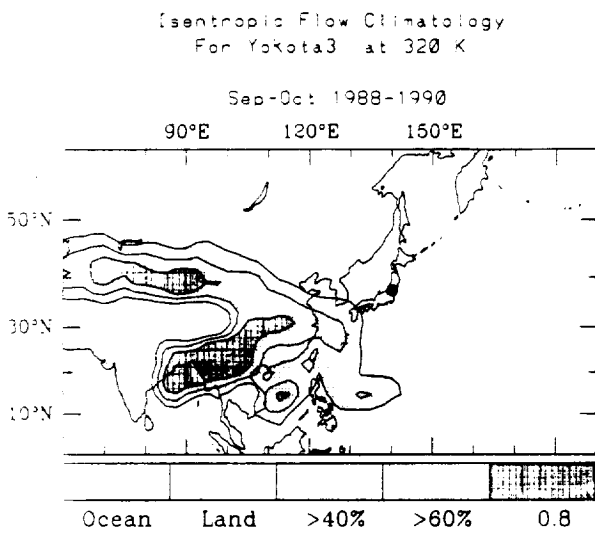 Isentropic Flow Climatology
For Yokota3 at 320 K
Sep-Oct 1988-1990
90°E 120°E 150°E
50°N
30°N
10°N
Ocean Land >40% >60% 0.8